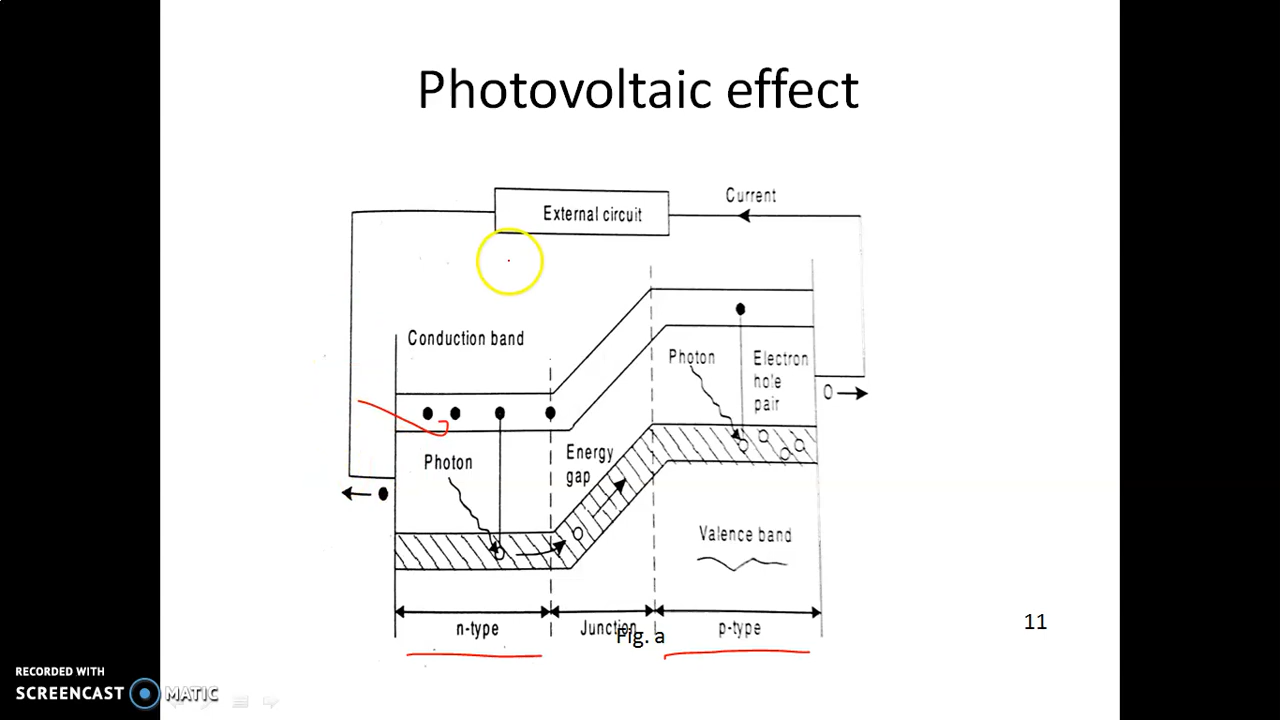 Photovoltaic effect
Current
External circuit
Conduction band
Photon
Electron
hole
pair
O
Photon
Energy
gap
Valence band
n-type
Junction
p-type
Fig. a
11
RECORDED WITH
SCREENCAST MATIC